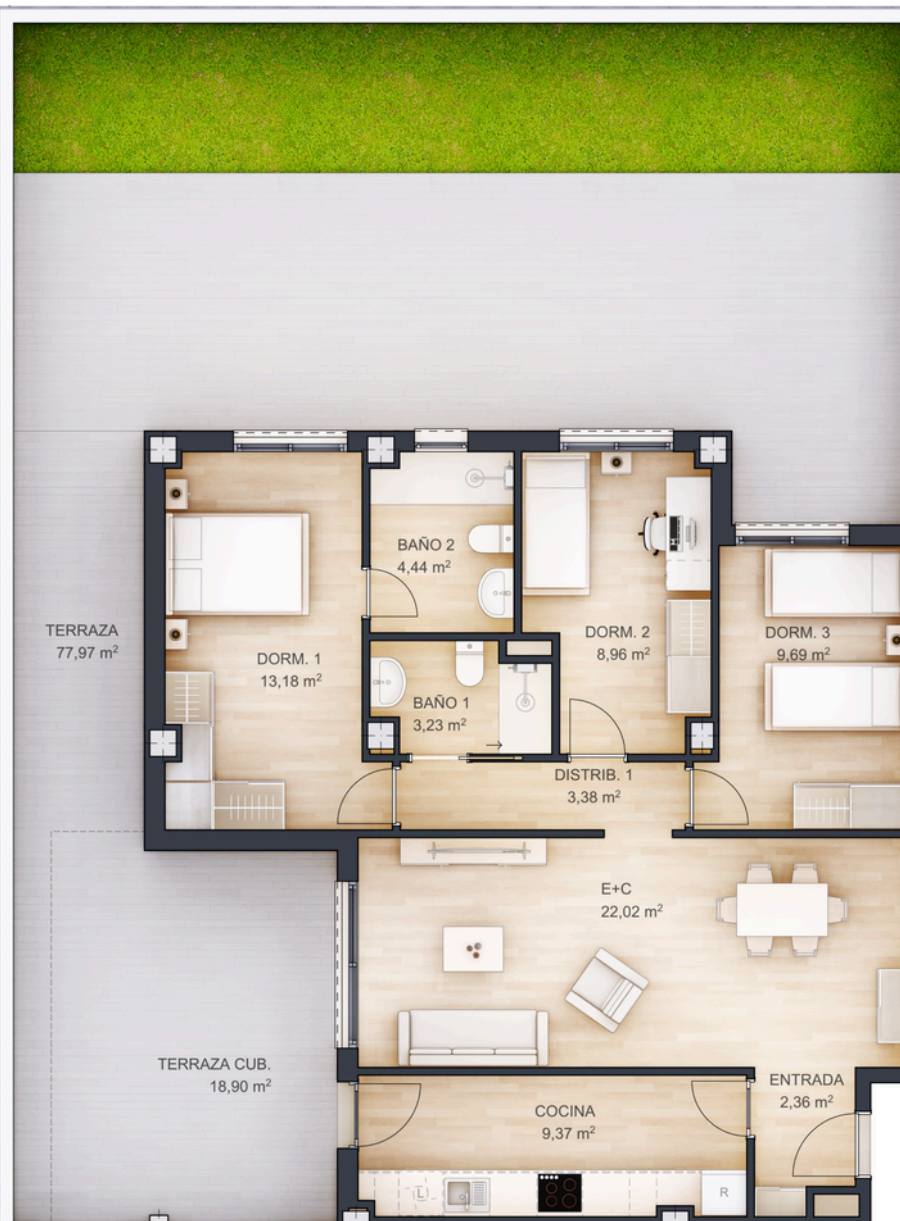 BAÑO 2
4,44 m²
TERRAZA
77,97 m²
DORM. 1
13,18 m²
DORM. 2
8,96 m²
DORM. 3
9,69 m²
BAÑO 1
3,23 m²
DISTRIB. 1
3,38 m²
E+C
22,02 m²
TERRAZA CUB.
18,90 m²
ENTRADA
2,36 m²
COCINA
9,37 m²
L
R